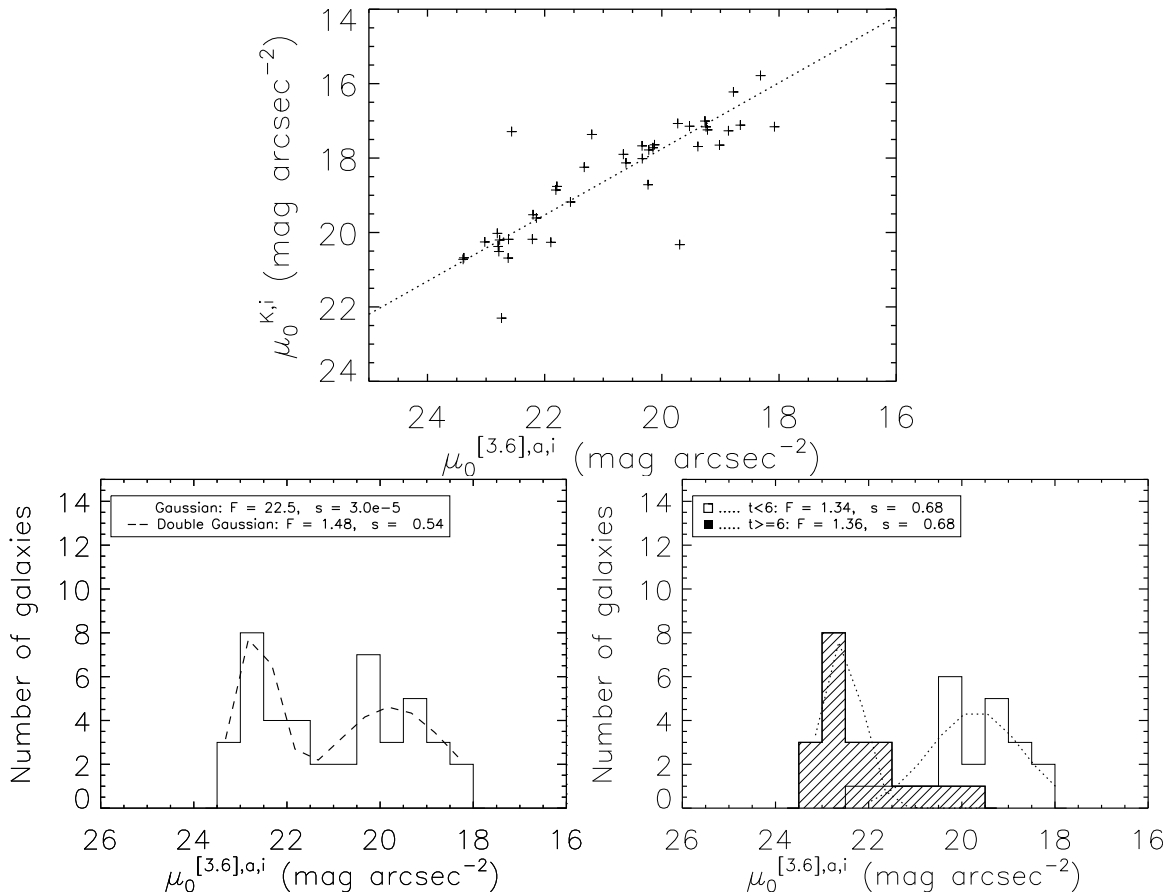 14
16
18
20
22
24
μ₀^K,i (mag arcsec⁻²)
24 22 20 18 16
μ₀^[3.6],a,i (mag arcsec⁻²)
14
12
10
8
6
4
2
0
Number of galaxies
Gaussian: F = 22.5, s = 3.0e-5
Double Gaussian: F = 1.48, s = 0.54
26 24 22 20 18 16
μ₀^[3.6],a,i (mag arcsec⁻²)
14
12
10
8
6
4
2
0
Number of galaxies
t<6: F = 1.34, s = 0.68
t>=6: F = 1.36, s = 0.68
26 24 22 20 18 16
μ₀^[3.6],a,i (mag arcsec⁻²)